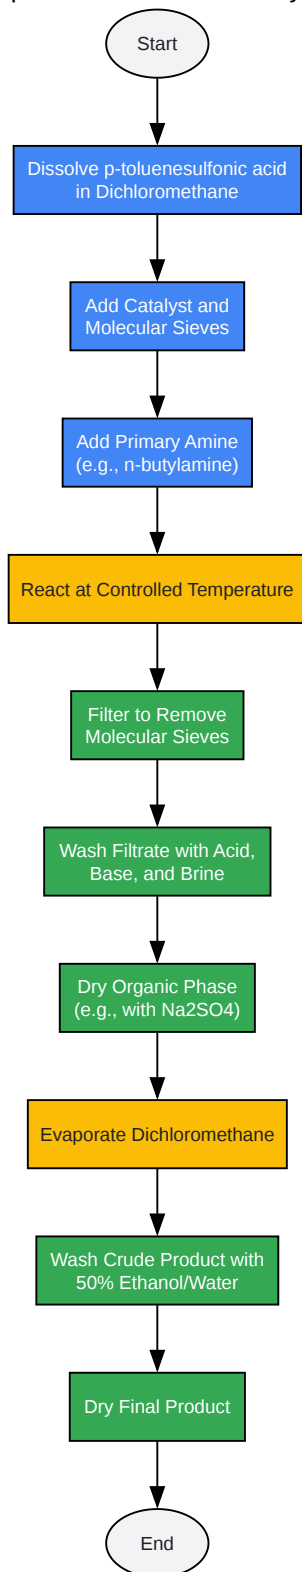 Start
Dissolve p-toluenesulfonic acid
in Dichloromethane
Add Catalyst and
Molecular Sieves
Add Primary Amine
(e.g., n-butylamine)
React at Controlled Temperature
Filter to Remove
Molecular Sieves
Wash Filtrate with Acid,
Base, and Brine
Dry Organic Phase
(e.g., with Na2SO4)
Evaporate Dichloromethane
Wash Crude Product with
50% Ethanol/Water
Dry Final Product
End